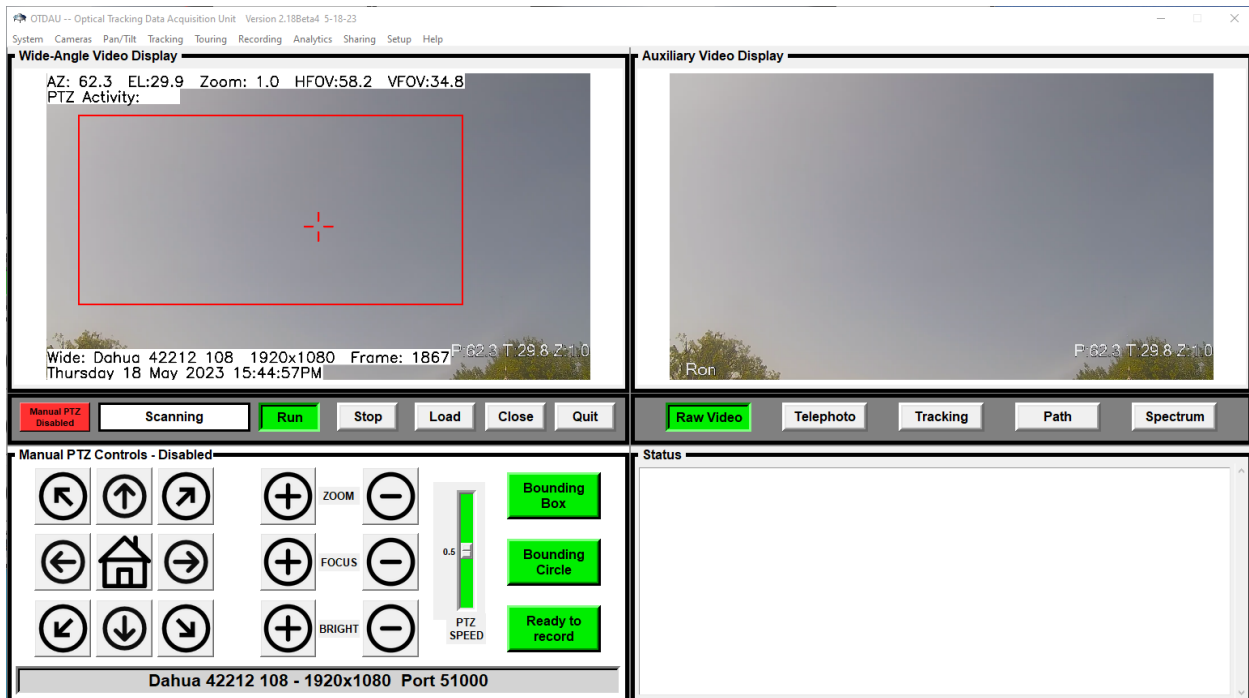 OTDAU -- Optical Tracking Data Acquisition Unit   Version 2.18Beta4  5-18-23
System   Cameras   Pan/Tilt   Tracking   Touring   Recording   Analytics   Sharing   Setup   Help
Wide-Angle Video Display
AZ: 62.3  EL:29.9  Zoom: 1.0  HFOV:58.2  VFOV:34.8
PTZ Activity:
P:62.3 T:29.8 Z:1.0
Wide: Dahua 42212 108   1920x1080   Frame: 1867
Thursday 18 May 2023 15:44:57PM
Auxiliary Video Display
P:62.3 T:29.8 Z:1.0
Ron
Manual PTZ
Disabled
Scanning
Run
Stop
Load
Close
Quit
Raw Video
Telephoto
Tracking
Path
Spectrum
Manual PTZ Controls - Disabled
ZOOM
FOCUS
BRIGHT
0.5
PTZ
SPEED
Bounding
Box
Bounding
Circle
Ready to
record
Dahua 42212 108 - 1920x1080  Port 51000
Status